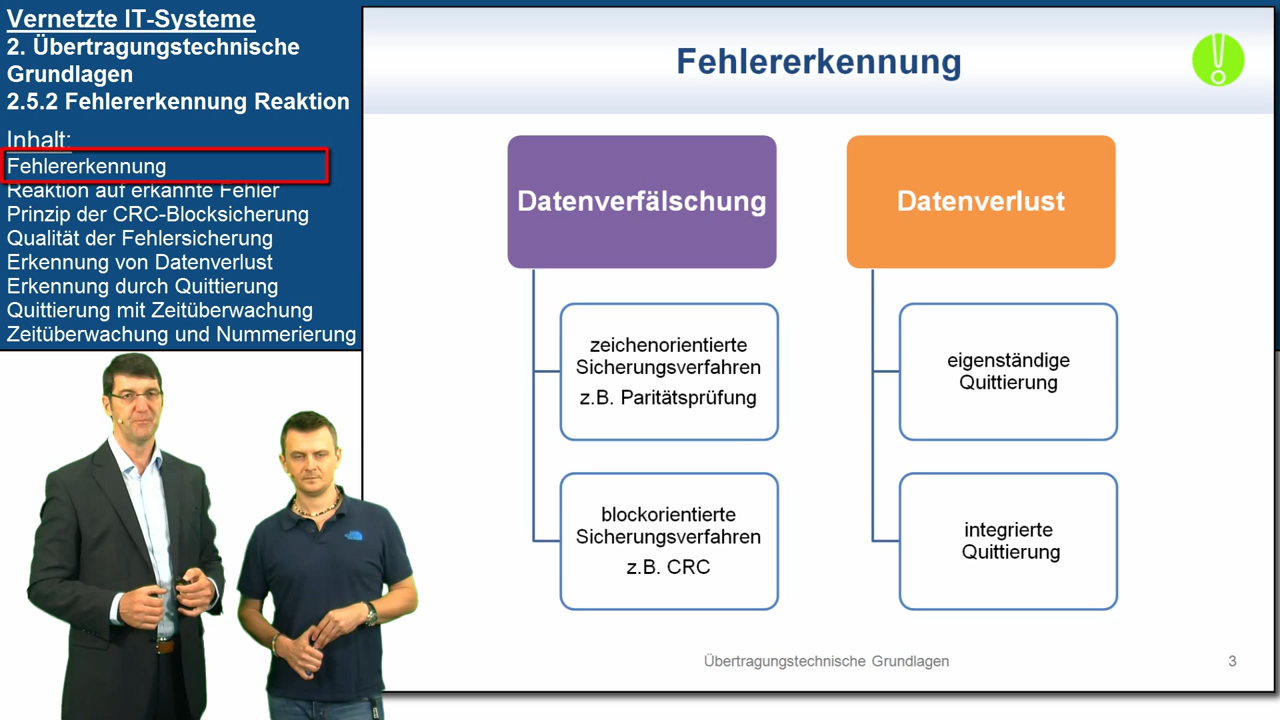 Vernetzte IT-Systeme
2. Übertragungstechnische
Grundlagen
2.5.2 Fehlererkennung Reaktion
Inhalt:
Fehlererkennung
Reaktion auf erkannte Fehler
Prinzip der CRC-Blocksicherung
Qualität der Fehlersicherung
Erkennung von Datenverlust
Erkennung durch Quittierung
Quittierung mit Zeitüberwachung
Zeitüberwachung und Nummerierung
Fehlererkennung
Datenverfälschung
zeichenorientierte
Sicherungsverfahren
z.B. Paritätsprüfung
blockorientierte
Sicherungsverfahren
z.B. CRC
Datenverlust
eigenständige
Quittierung
integrierte
Quittierung
Übertragungstechnische Grundlagen
3